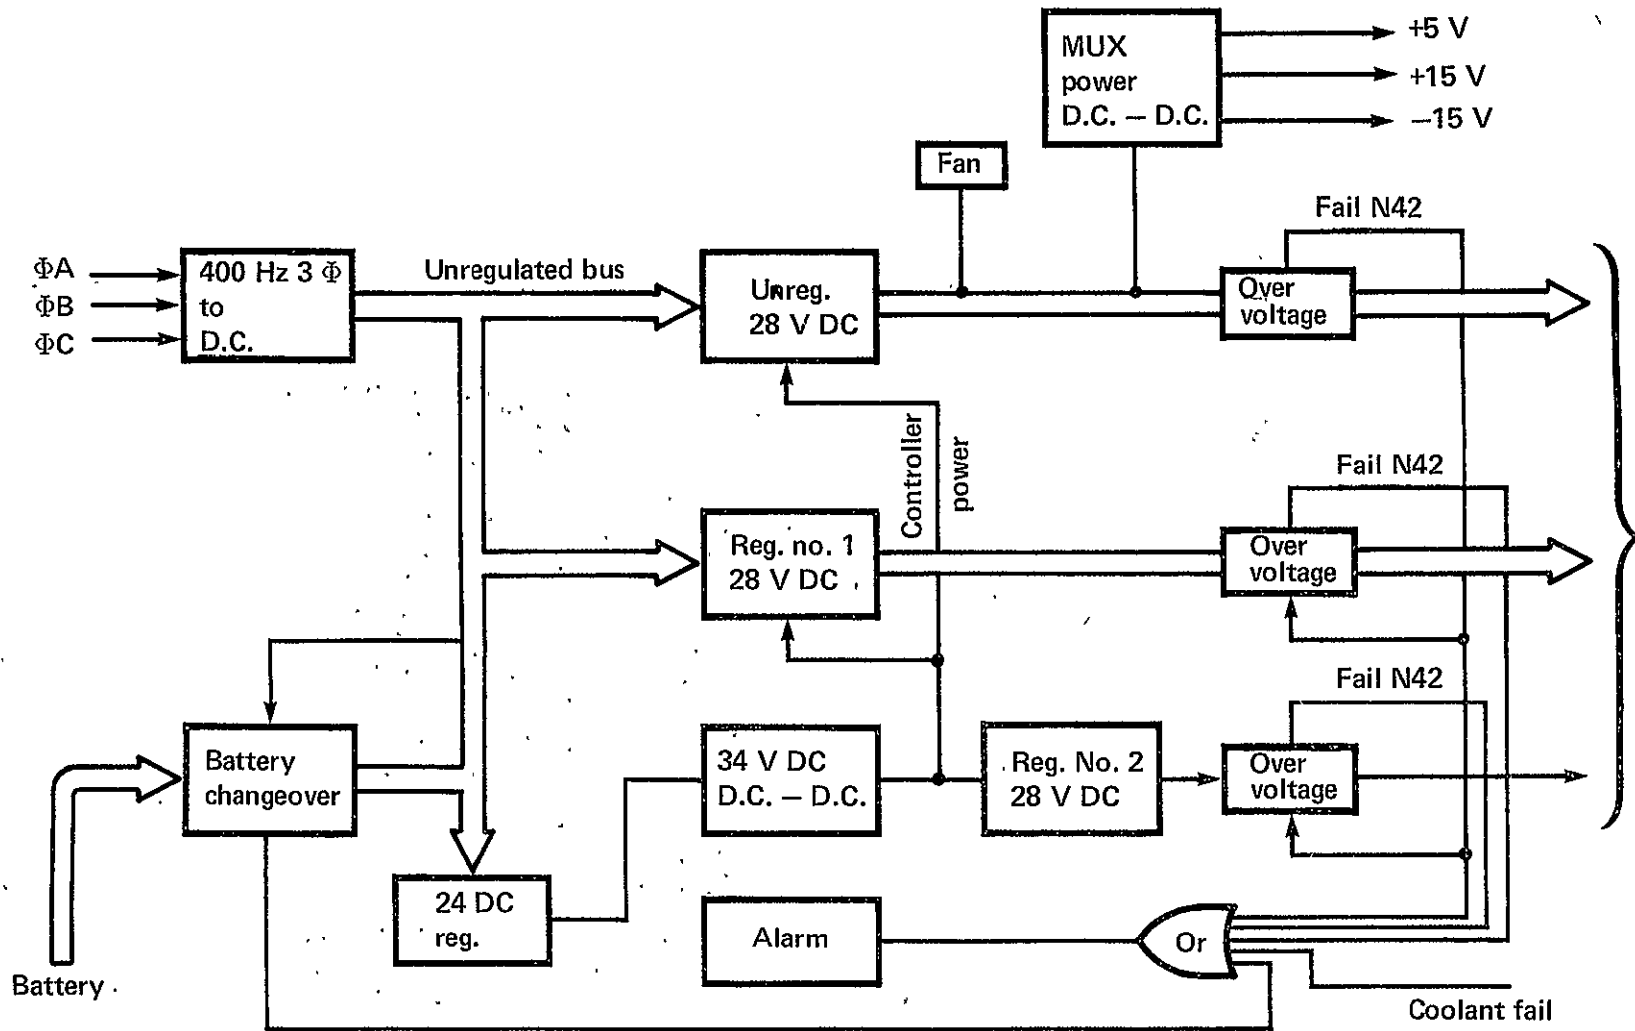 MUX
power
D.C. – D.C.
+5 V
+15 V
–15 V
Fan
Fail N42
ΦA
ΦB
ΦC
400 Hz 3 Φ
to
D.C.
Unregulated bus
Unreg.
28 V DC
Over
voltage
Controller
power
Fail N42
Reg. no. 1
28 V DC
Over
voltage
Fail N42
Battery
changeover
34 V DC
D.C. – D.C.
Reg. No. 2
28 V DC
Over
voltage
24 DC
reg.
Alarm
Or
Battery
Coolant fail